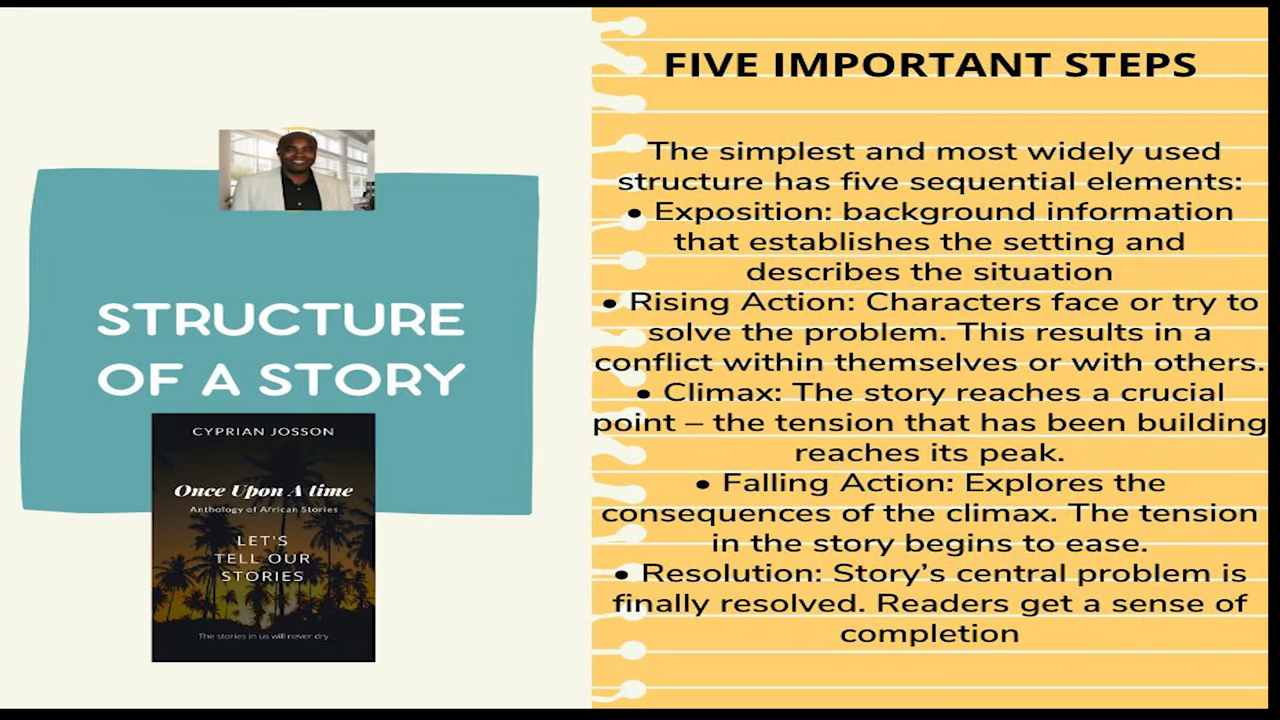 STRUCTURE
OF A STORY
CYPRIAN JOSSON
Once Upon A time
Anthology of African Stories
LET'S
TELL OUR
STORIES
The stories in us will never dry
FIVE IMPORTANT STEPS
The simplest and most widely used
structure has five sequential elements:
• Exposition: background information
that establishes the setting and
describes the situation
• Rising Action: Characters face or try to
solve the problem. This results in a
conflict within themselves or with others.
• Climax: The story reaches a crucial
point – the tension that has been building
reaches its peak.
• Falling Action: Explores the
consequences of the climax. The tension
in the story begins to ease.
• Resolution: Story’s central problem is
finally resolved. Readers get a sense of
completion